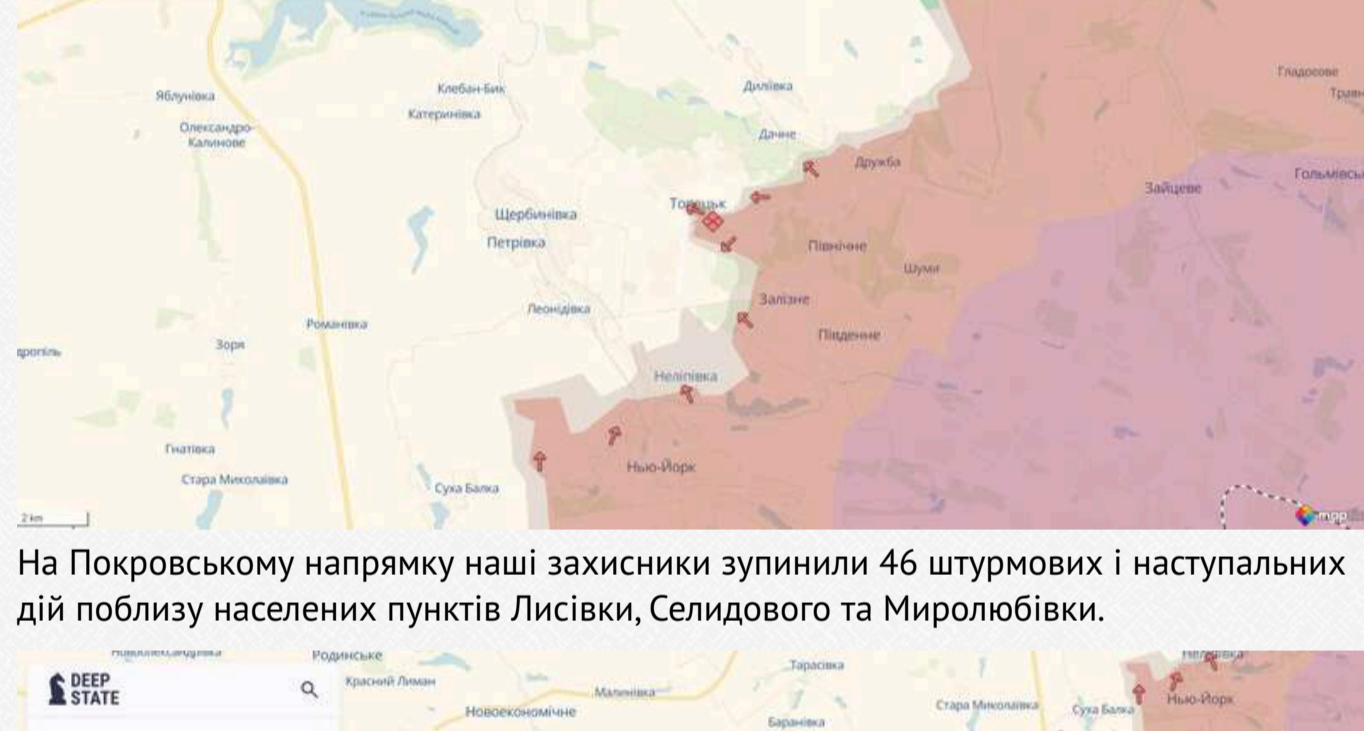 Яблунівка
Клебан-Бик
Катеринівка
Олександро-
Калинове
Диліївка
Дачне
Дружба
Гладосове
Зайцеве
Торецьк
Щербинівка
Петрівка
Північне
Шуми
Залізне
Леонідівка
Південне
Романівка
Зоря
Неліпівка
Гнатівка
Стара Миколаївка
Нью-Йорк
Суха Балка
2 km
На Покровському напрямку наші захисники зупинили 46 штурмових і наступальних
дій поблизу населених пунктів Лисівки, Селидового та Миролюбівки.
Родинське
DEEP
STATE
Красний Лиман
Новоекономічне
Малинівка
Тарасівка
Баранівка
Стара Миколаївка
Суха Балка
Нью-Йорк